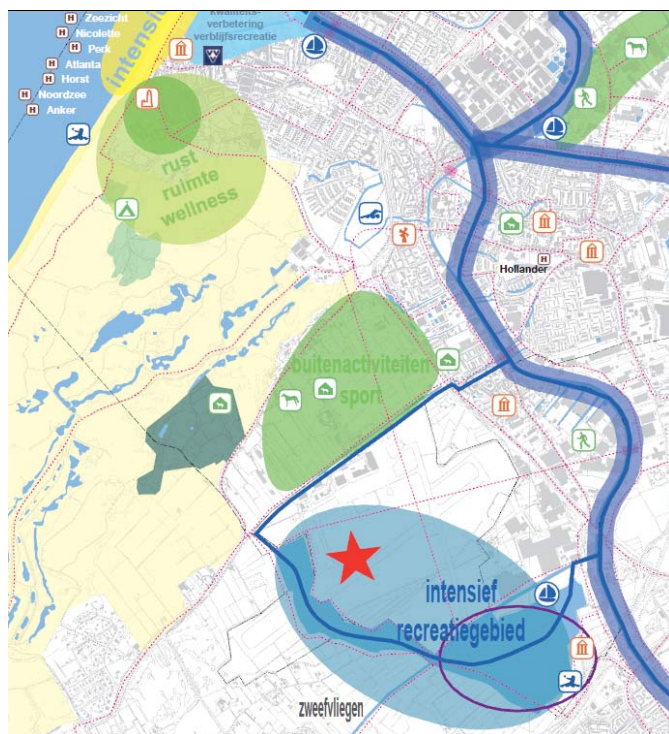 Zeezicht
Nicolette
Perk
Atlanta
Horst
Noordzee
Anker
intensi
kwaliteits-
verbetering
verblijfsrecreatie
rust
ruimte
wellness
Hollander
buitenactiviteiten
sport
intensief
recreatiegebied
zweefvliegen
H
H
H
H
H
H
H
H